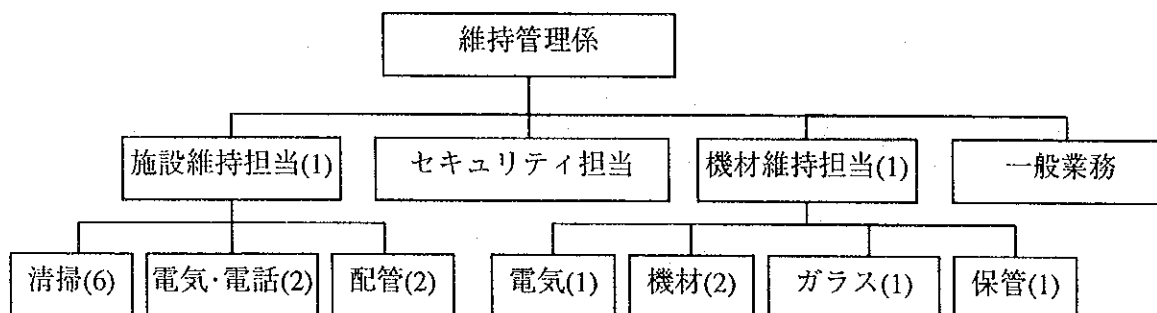 維持管理係
施設維持担当(1)
セキュリティ担当
機材維持担当(1)
一般業務
清掃(6)
電気・電話(2)
配管(2)
電気(1)
機材(2)
ガラス(1)
保管(1)